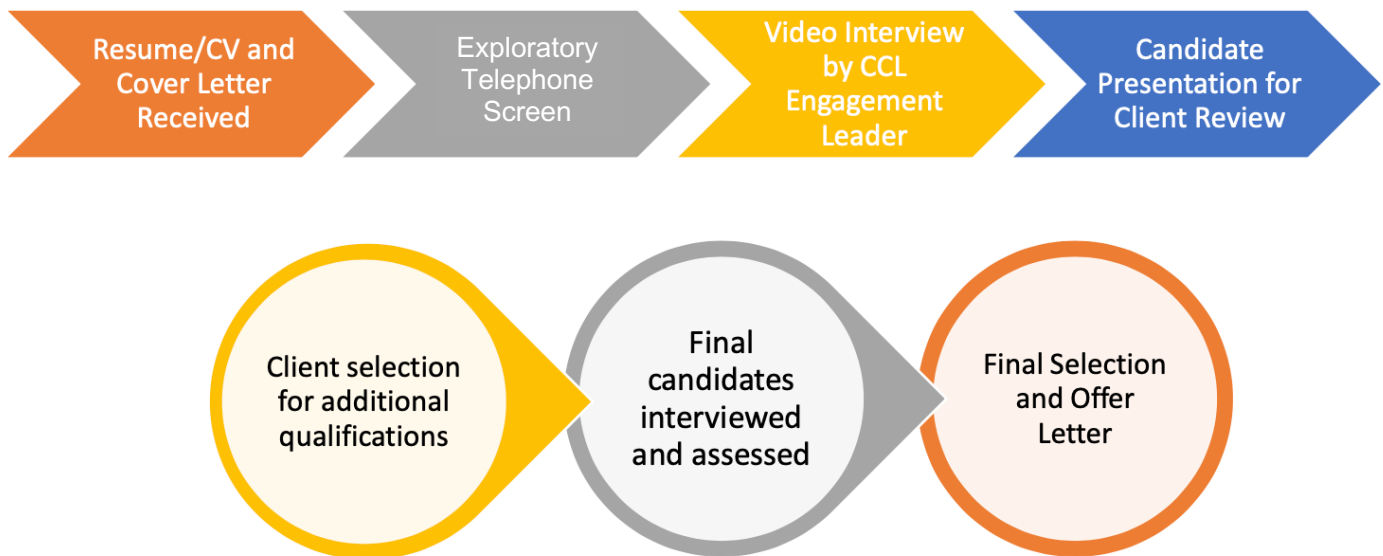 Resume/CV and
Cover Letter
Received
Exploratory
Telephone
Screen
Video Interview
by CCL
Engagement
Leader
Candidate
Presentation for
Client Review
Client selection
for additional
qualifications
Final
candidates
interviewed
and assessed
Final Selection
and Offer
Letter